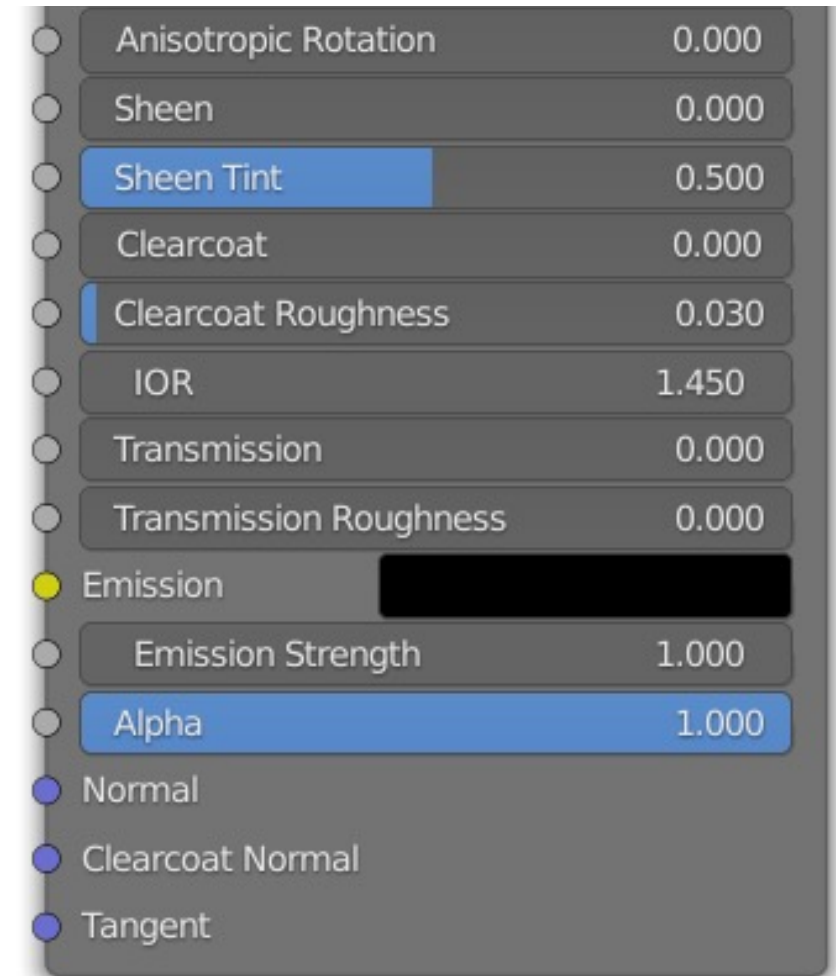 Anisotropic Rotation 0.000
Sheen 0.000
Sheen Tint 0.500
Clearcoat 0.000
Clearcoat Roughness 0.030
IOR 1.450
Transmission 0.000
Transmission Roughness 0.000
Emission
Emission Strength 1.000
Alpha 1.000
Normal
Clearcoat Normal
Tangent